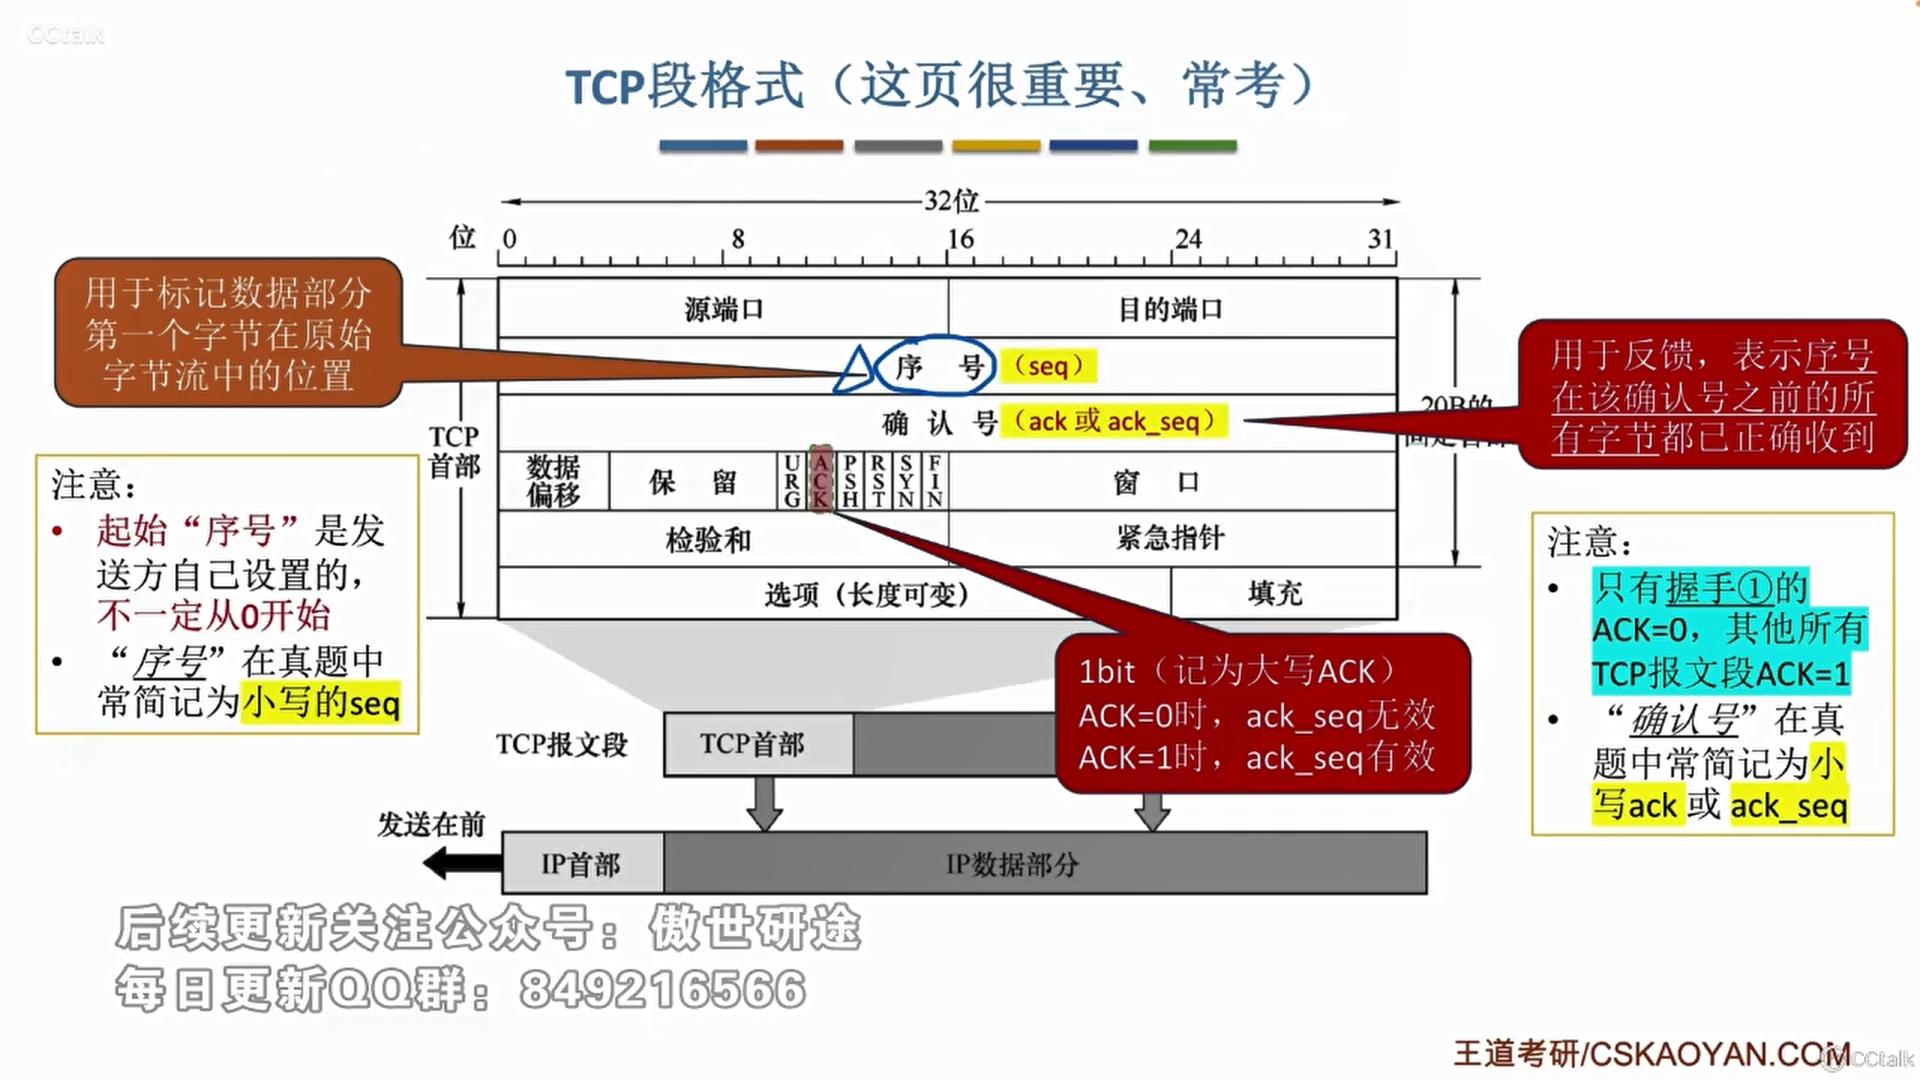 CCtalk
TCP段格式（这页很重要、常考）
32位
位 0 8 16 24 31
用于标记数据部分
第一个字节在原始
字节流中的位置
源端口 目的端口
序 号（seq）
确 认 号（ack 或 ack_seq）
TCP
首部
数据
偏移
保 留
URG
ACK
PSH
RST
SYN
FIN
窗 口
检验和 紧急指针
选项（长度可变） 填充
20B的
用于反馈，表示序号
在该确认号之前的所
有字节都已正确收到
注意：
• 起始“序号”是发
送方自己设置的，
不一定从0开始
• “序号”在真题中
常简记为小写的seq
注意：
• 只有握手①的
ACK=0，其他所有
TCP报文段ACK=1
• “确认号”在真
题中常简记为小
写ack 或 ack_seq
1bit（记为大写ACK）
ACK=0时，ack_seq无效
ACK=1时，ack_seq有效
TCP报文段 TCP首部
发送在前
IP首部 IP数据部分
后续更新关注公众号：傲世研途
每日更新QQ群：849216566
王道考研/CSKAOYAN.COM
CCtalk